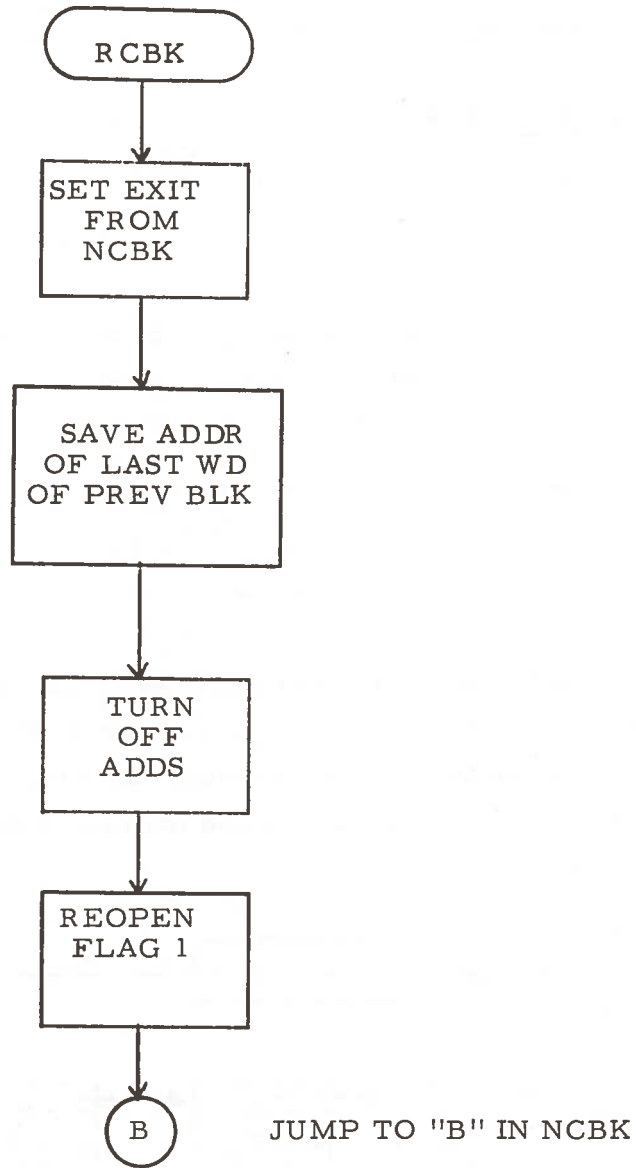 RCBK
SET EXIT
FROM
NCBK
SAVE ADDR
OF LAST WD
OF PREV BLK
TURN
OFF
ADDS
REOPEN
FLAG 1
B
JUMP TO "B" IN NCBK